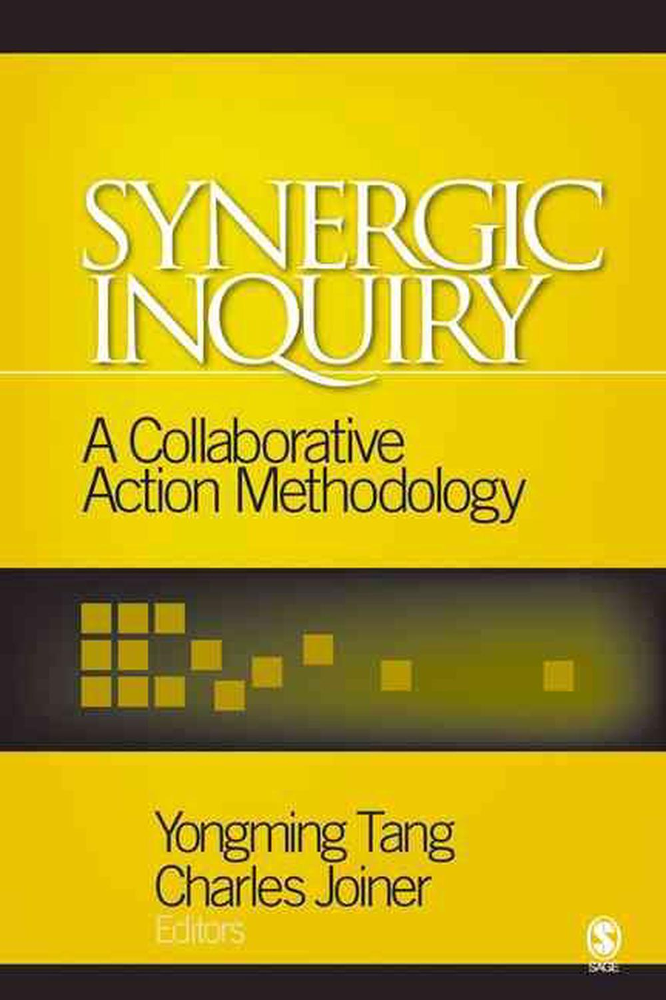 SYNERGIC
INQUIRY
A Collaborative
Action Methodology
Yongming Tang
Charles Joiner
Editors
SAGE